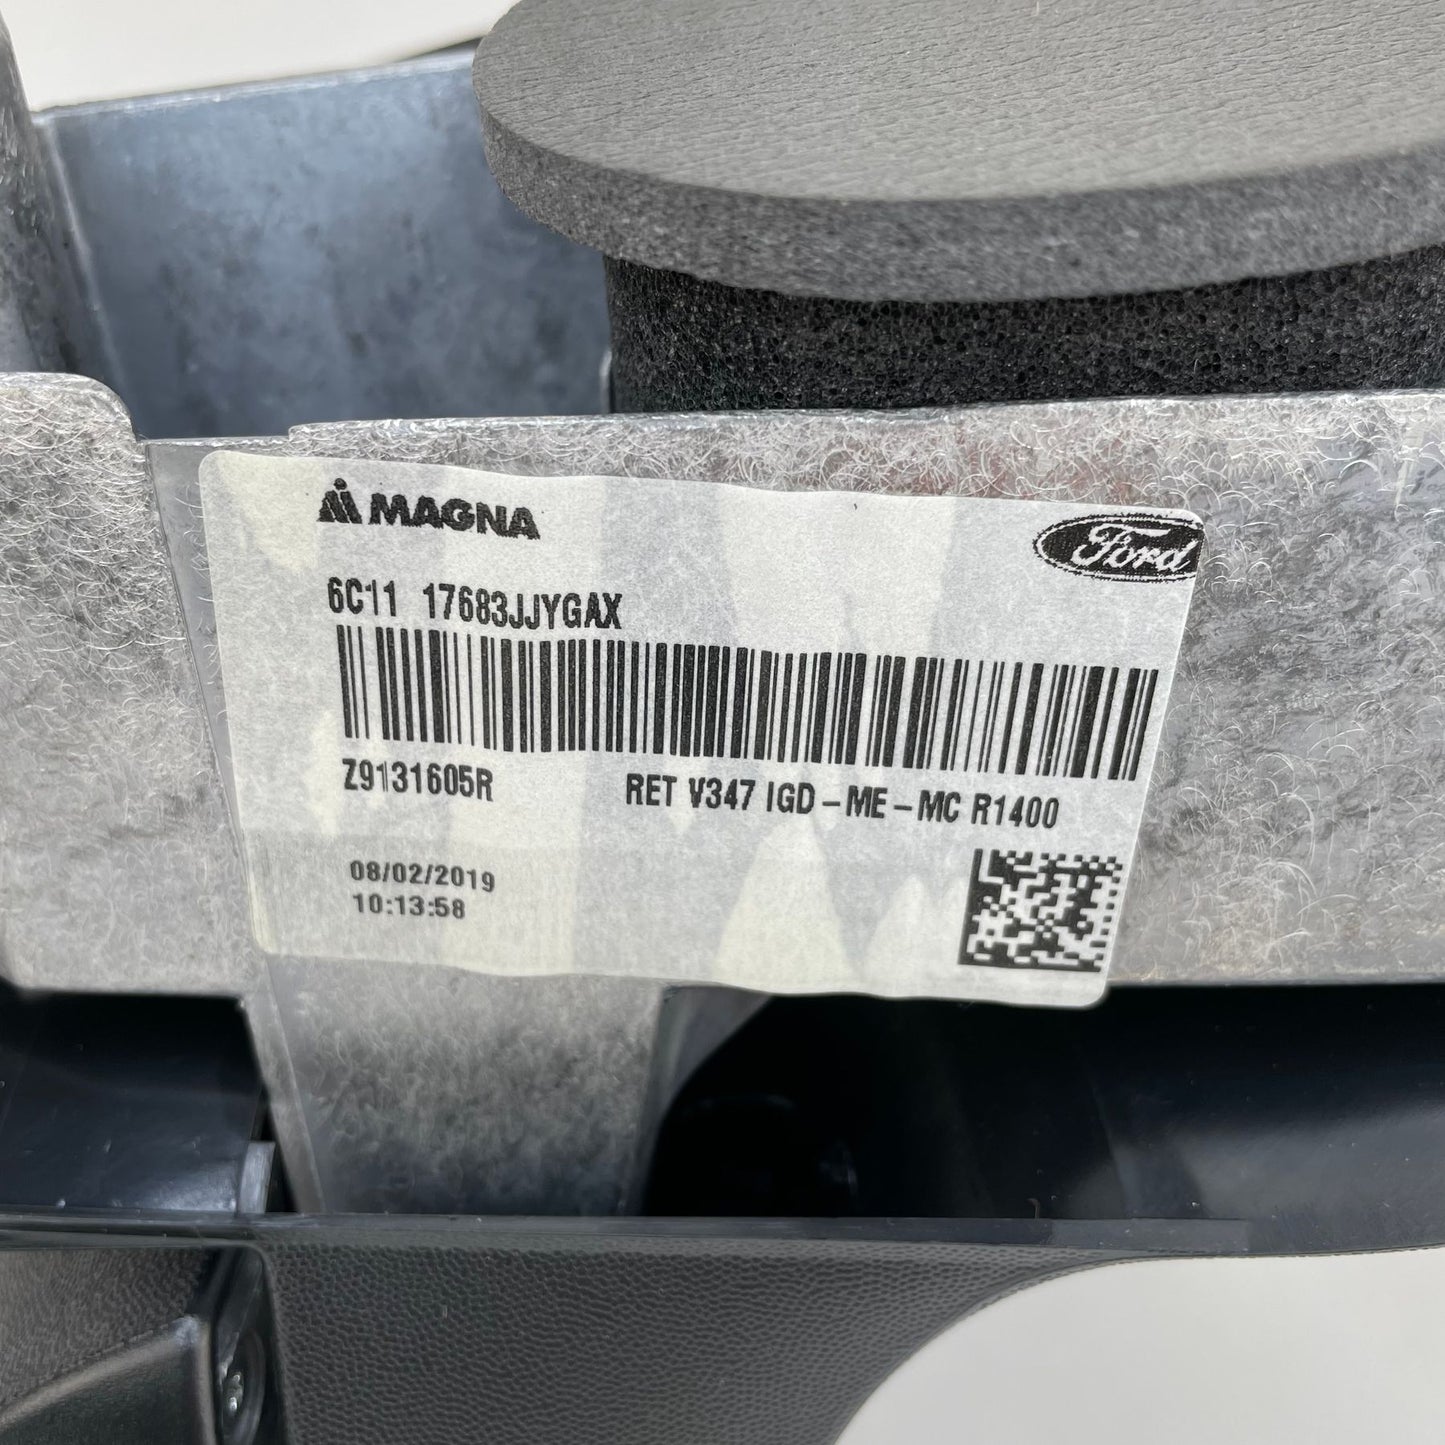 MAGNA
Ford
6C11 17683JJYGAX
Z9131605R RET V347 IGD-ME-MC R1400
08/02/2019
10:13:58